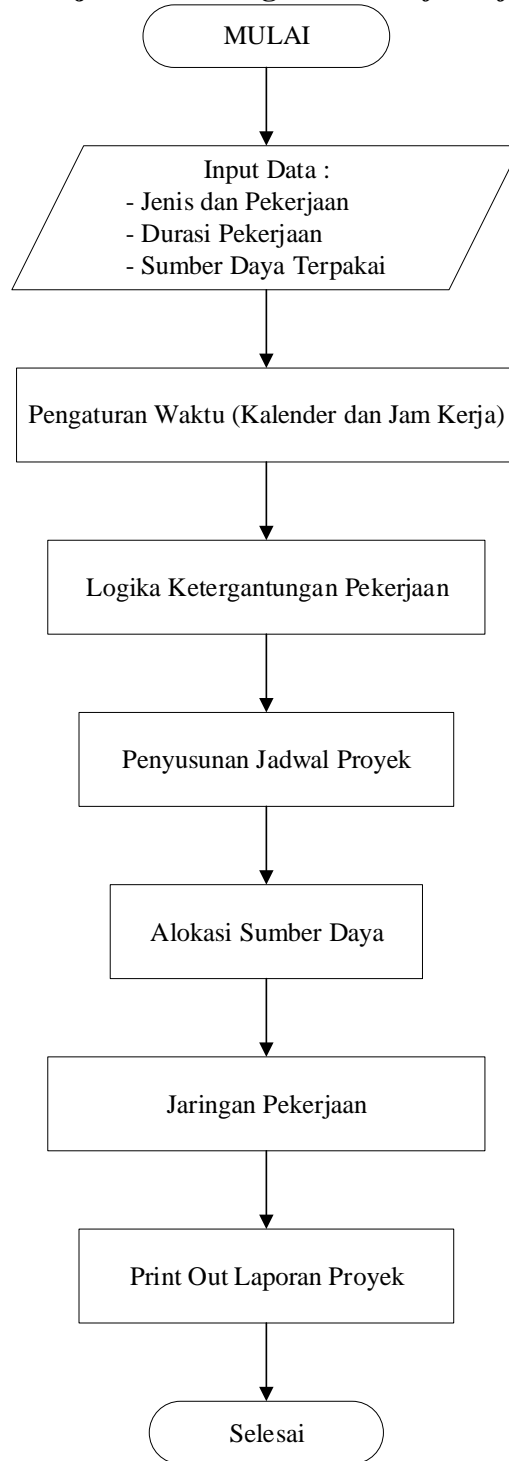 MULAI
Input Data :
- Jenis dan Pekerjaan
- Durasi Pekerjaan
- Sumber Daya Terpakai
Pengaturan Waktu (Kalender dan Jam Kerja)
Logika Ketergantungan Pekerjaan
Penyusunan Jadwal Proyek
Alokasi Sumber Daya
Jaringan Pekerjaan
Print Out Laporan Proyek
Selesai